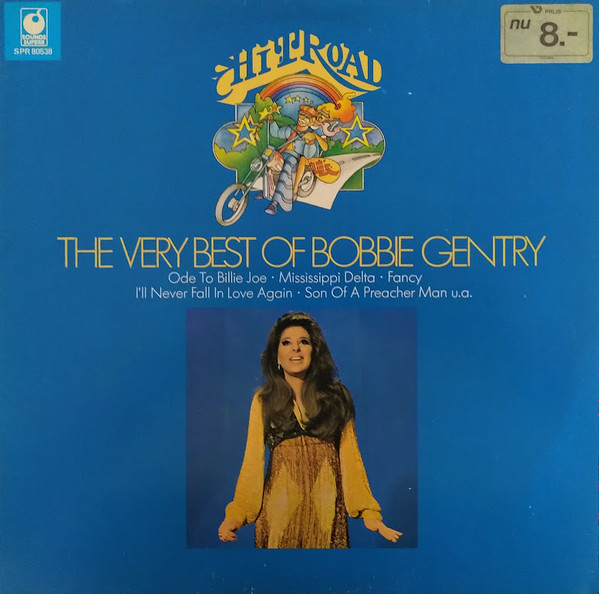 SOUNDS
SUPERB
SPR 80538
HIT ROAD
PRIJS
nu 8.-
THE VERY BEST OF BOBBIE GENTRY
Ode To Billie Joe · Mississippi Delta · Fancy
I'll Never Fall In Love Again · Son Of A Preacher Man u.a.